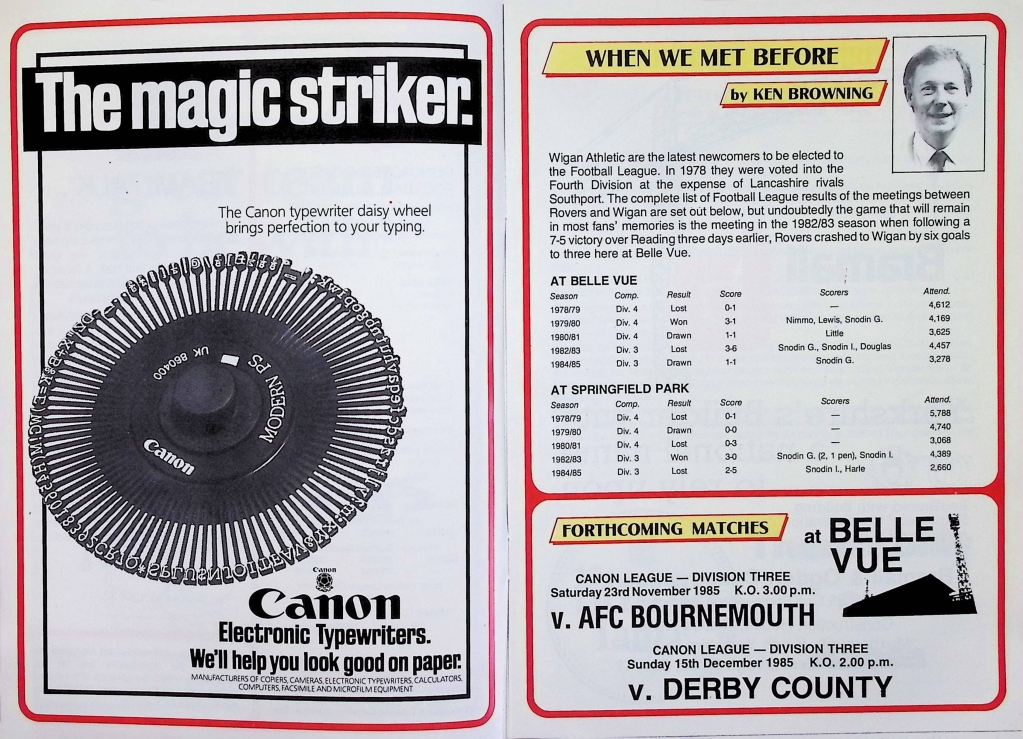 The magic striker.
The Canon typewriter daisy wheel
brings perfection to your typing.
UK 860400
MODERN PS
Canon
Canon
Canon
Electronic Typewriters.
We'll help you look good on paper.
MANUFACTURERS OF COPIERS, CAMERAS, ELECTRONIC TYPEWRITERS, CALCULATORS,
COMPUTERS, FACSIMILE AND MICROFILM EQUIPMENT
WHEN WE MET BEFORE
by KEN BROWNING
Wigan Athletic are the latest newcomers to be elected to
the Football League. In 1978 they were voted into the
Fourth Division at the expense of Lancashire rivals
Southport. The complete list of Football League results of the meetings between
Rovers and Wigan are set out below, but undoubtedly the game that will remain
in most fans' memories is the meeting in the 1982/83 season when following a
7-5 victory over Reading three days earlier, Rovers crashed to Wigan by six goals
to three here at Belle Vue.
AT BELLE VUE
Season Comp. Result Score Scorers Attend.
1978/79 Div. 4 Lost 0-1 — 4,612
1979/80 Div. 4 Won 3-1 Nimmo, Lewis, Snodin G. 4,169
1980/81 Div. 4 Drawn 1-1 Little 3,625
1982/83 Div. 3 Lost 3-6 Snodin G., Snodin I., Douglas 4,457
1984/85 Div. 3 Drawn 1-1 Snodin G. 3,278
AT SPRINGFIELD PARK
Season Comp. Result Score Scorers Attend.
1978/79 Div. 4 Lost 0-1 — 5,788
1979/80 Div. 4 Drawn 0-0 — 4,740
1980/81 Div. 4 Lost 0-3 — 3,068
1982/83 Div. 3 Won 3-0 Snodin G. (2, 1 pen), Snodin I. 4,389
1984/85 Div. 3 Lost 2-5 Snodin I., Harle 2,660
FORTHCOMING MATCHES at BELLE
VUE
CANON LEAGUE — DIVISION THREE
Saturday 23rd November 1985 K.O. 3.00 p.m.
v. AFC BOURNEMOUTH
CANON LEAGUE — DIVISION THREE
Sunday 15th December 1985 K.O. 2.00 p.m.
v. DERBY COUNTY